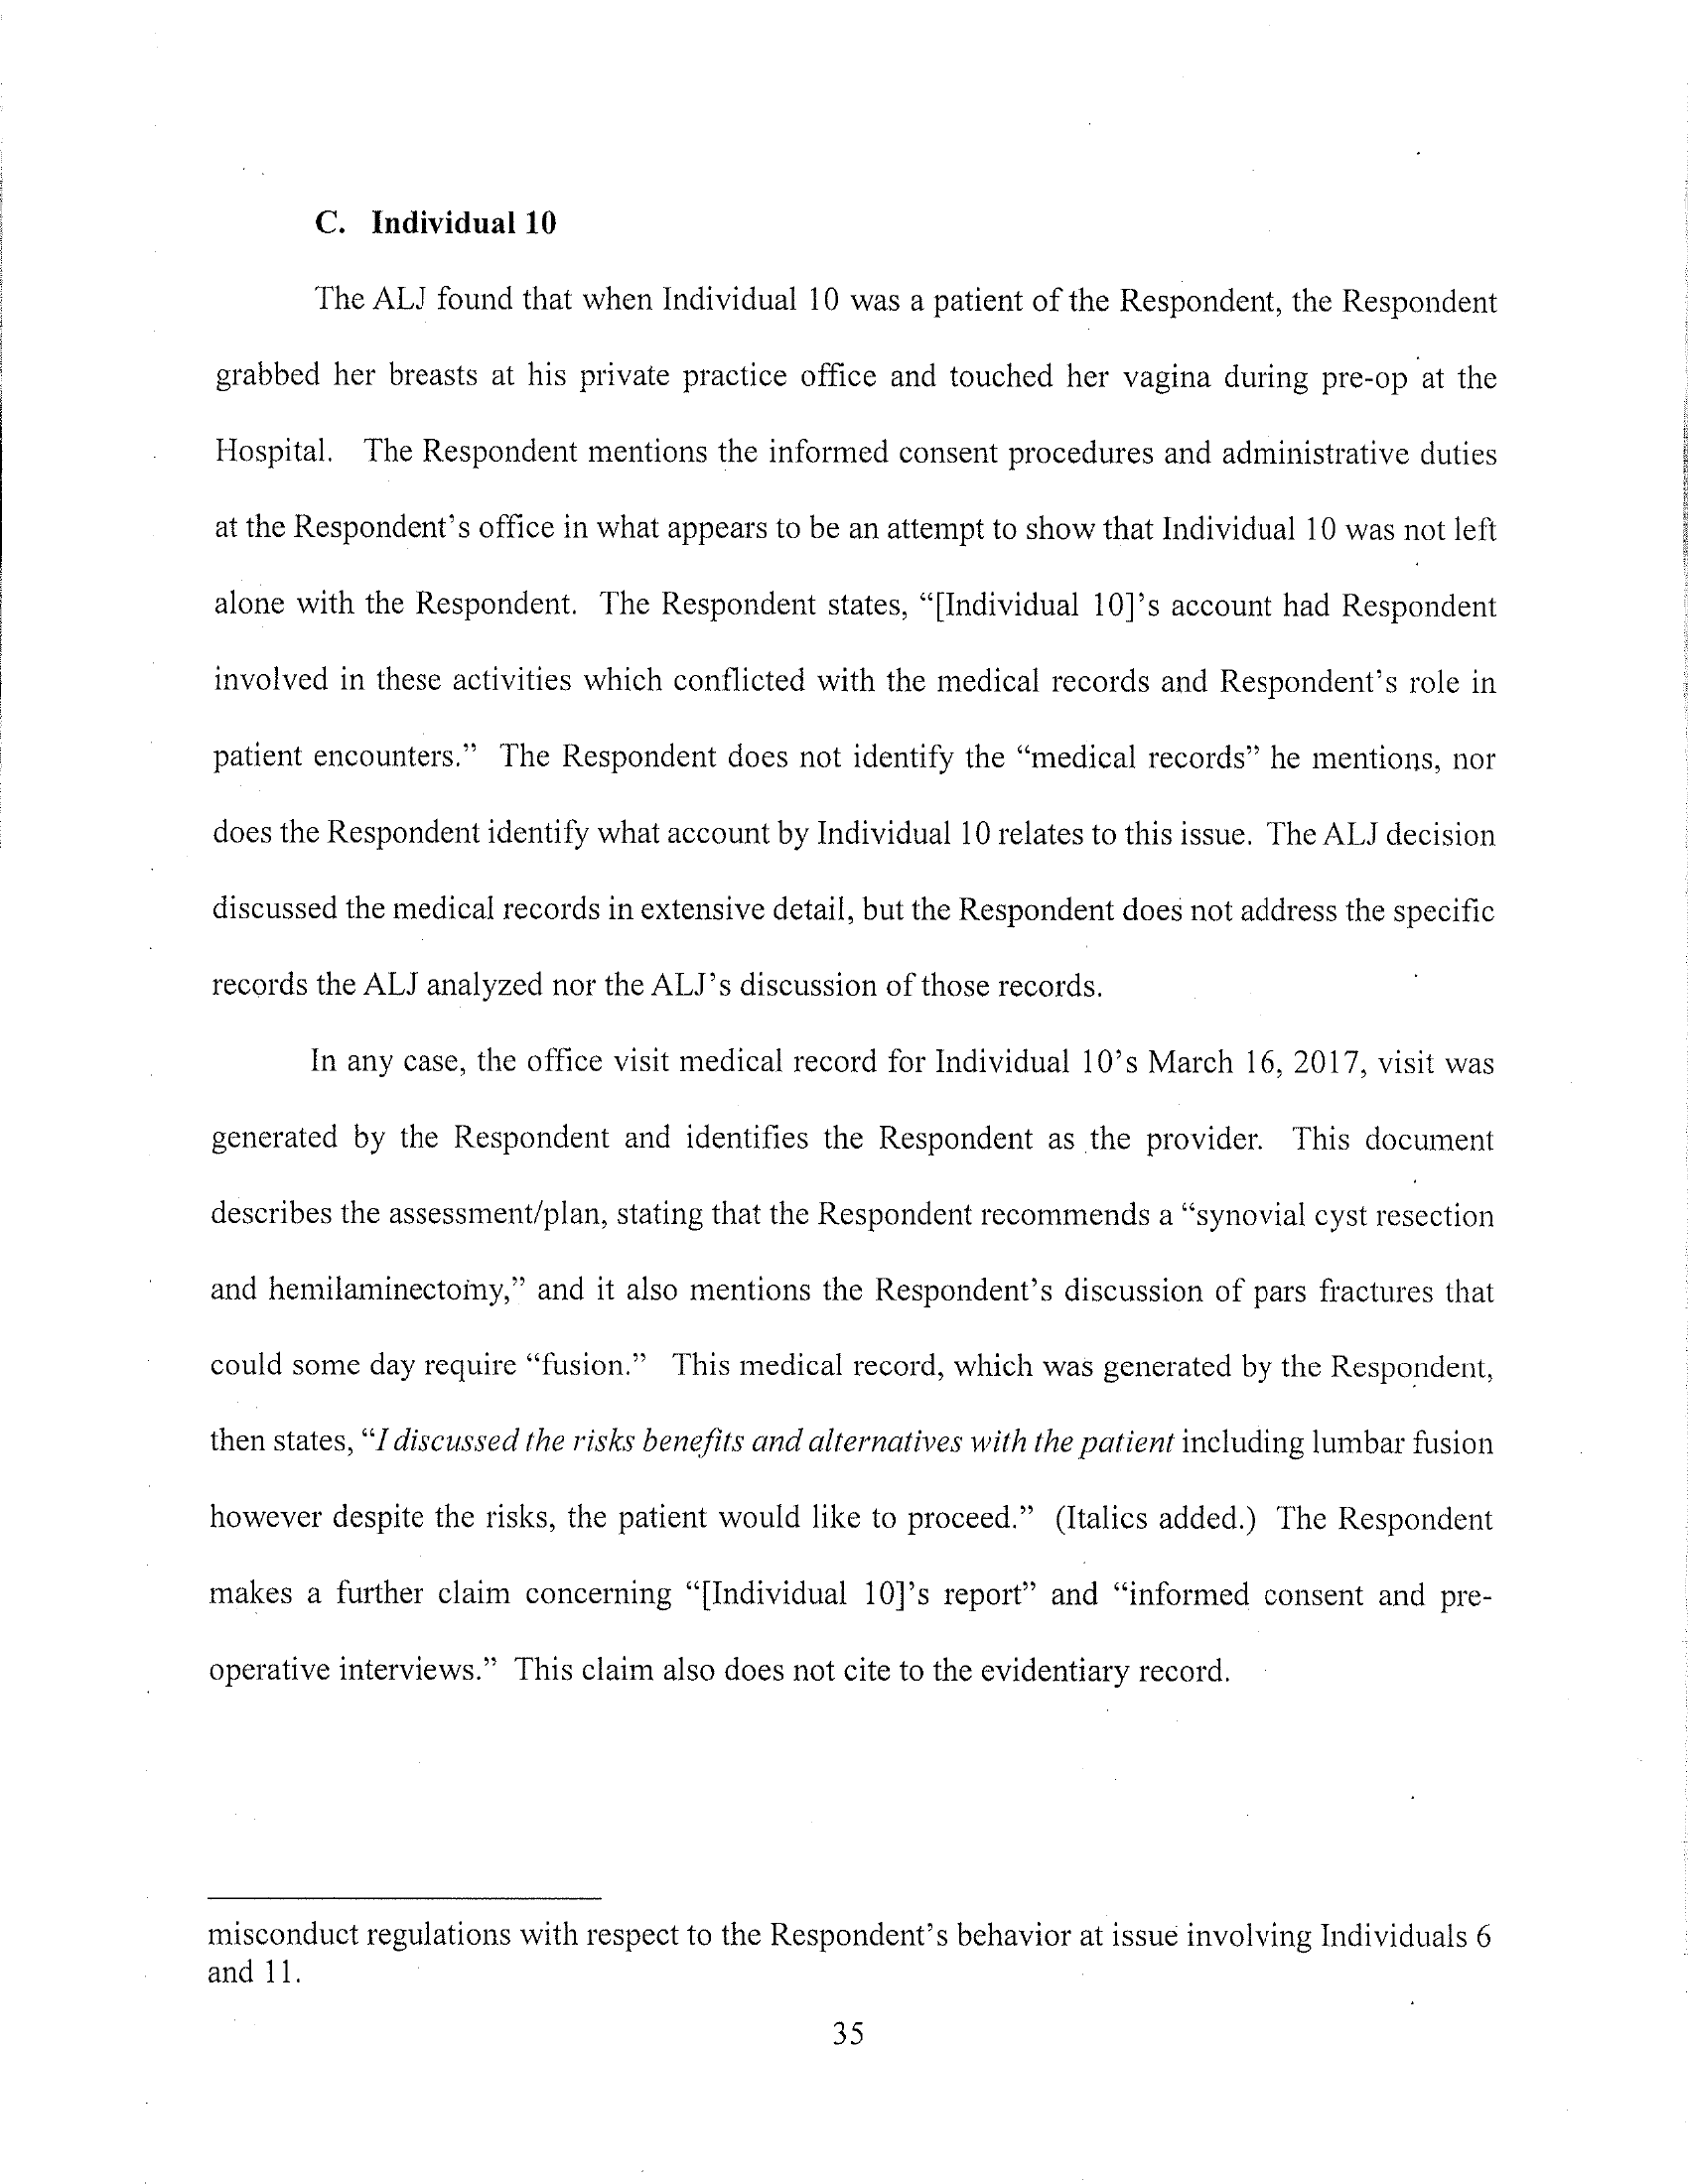 C. Individual 10
The ALJ found that when Individual 10 was a patient of the Respondent, the Respondent
grabbed her breasts at his private practice office and touched her vagina during pre-op at the
Hospital. The Respondent mentions the informed consent procedures and administrative duties
at the Respondent's office in what appears to be an attempt to show that Individual 10 was not left
alone with the Respondent. The Respondent states, “[Individual 10]’s account had Respondent
involved in these activities which conflicted with the medical records and Respondent’s role in
patient encounters.” The Respondent does not identify the “medical records” he mentions, nor
does the Respondent identify what account by Individual 10 relates to this issue. The ALJ decision
discussed the medical records in extensive detail, but the Respondent does not address the specific
records the ALJ analyzed nor the ALJ’s discussion of those records.
In any case, the office visit medical record for Individual 10’s March 16, 2017, visit was
generated by the Respondent and identifies the Respondent as the provider. This document
describes the assessment/plan, stating that the Respondent recommends a “synovial cyst resection
and hemilaminectomy,” and it also mentions the Respondent’s discussion of pars fractures that
could some day require “fusion.” This medical record, which was generated by the Respondent,
then states, “I discussed the risks benefits and alternatives with the patient including lumbar fusion
however despite the risks, the patient would like to proceed.” (Italics added.) The Respondent
makes a further claim concerning “[Individual 10]’s report” and “informed consent and pre-
operative interviews.” This claim also does not cite to the evidentiary record.
misconduct regulations with respect to the Respondent’s behavior at issue involving Individuals 6
and 11.
35